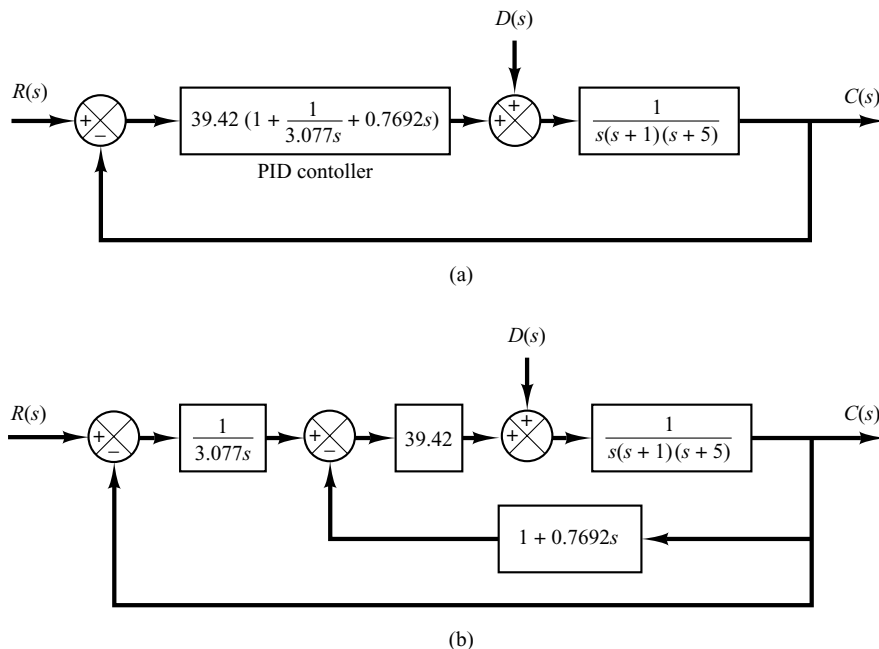 D(s)
R(s)
C(s)
+
−
39.42 (1 + 1/3.077s + 0.7692s)
+
+
1/s(s + 1)(s + 5)
PID contoller
(a)
D(s)
R(s)
C(s)
+
−
1/3.077s
+
−
39.42
+
+
1/s(s + 1)(s + 5)
1 + 0.7692s
(b)